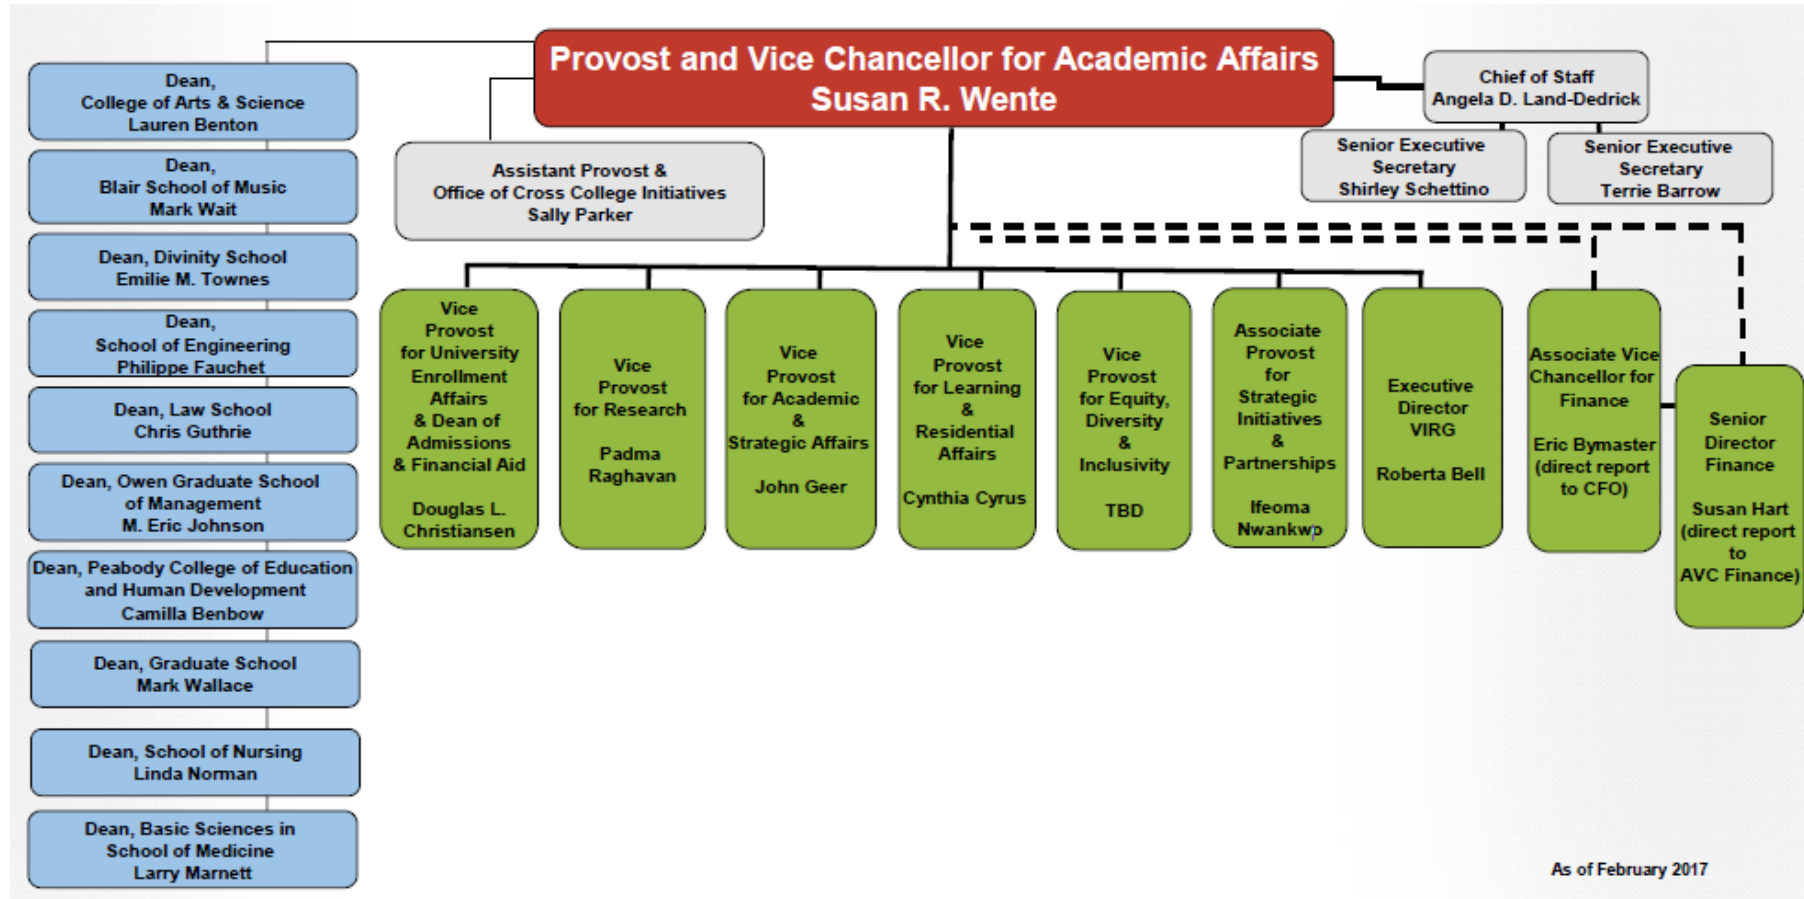 Provost and Vice Chancellor for Academic Affairs
Susan R. Wente
Chief of Staff
Angela D. Land-Dedrick
Senior Executive
Secretary
Shirley Schettino
Senior Executive
Secretary
Terrie Barrow
Assistant Provost &
Office of Cross College Initiatives
Sally Parker
Dean,
College of Arts & Science
Lauren Benton
Dean,
Blair School of Music
Mark Wait
Dean, Divinity School
Emilie M. Townes
Dean,
School of Engineering
Philippe Fauchet
Dean, Law School
Chris Guthrie
Dean, Owen Graduate School
of Management
M. Eric Johnson
Dean, Peabody College of Education
and Human Development
Camilla Benbow
Dean, Graduate School
Mark Wallace
Dean, School of Nursing
Linda Norman
Dean, Basic Sciences in
School of Medicine
Larry Marnett
Vice
Provost
for University
Enrollment
Affairs
& Dean of
Admissions
& Financial Aid
Douglas L.
Christiansen
Vice
Provost
for Research
Padma
Raghavan
Vice
Provost
for Academic
&
Strategic Affairs
John Geer
Vice
Provost
for Learning
&
Residential
Affairs
Cynthia Cyrus
Vice
Provost
for Equity,
Diversity
&
Inclusivity
TBD
Associate
Provost
for
Strategic
Initiatives
&
Partnerships
Ifeoma
Nwankwo
Executive
Director
VIRG
Roberta Bell
Associate Vice
Chancellor for
Finance
Eric Bymaster
(direct report
to CFO)
Senior
Director
Finance
Susan Hart
(direct report
to
AVC Finance)
As of February 2017